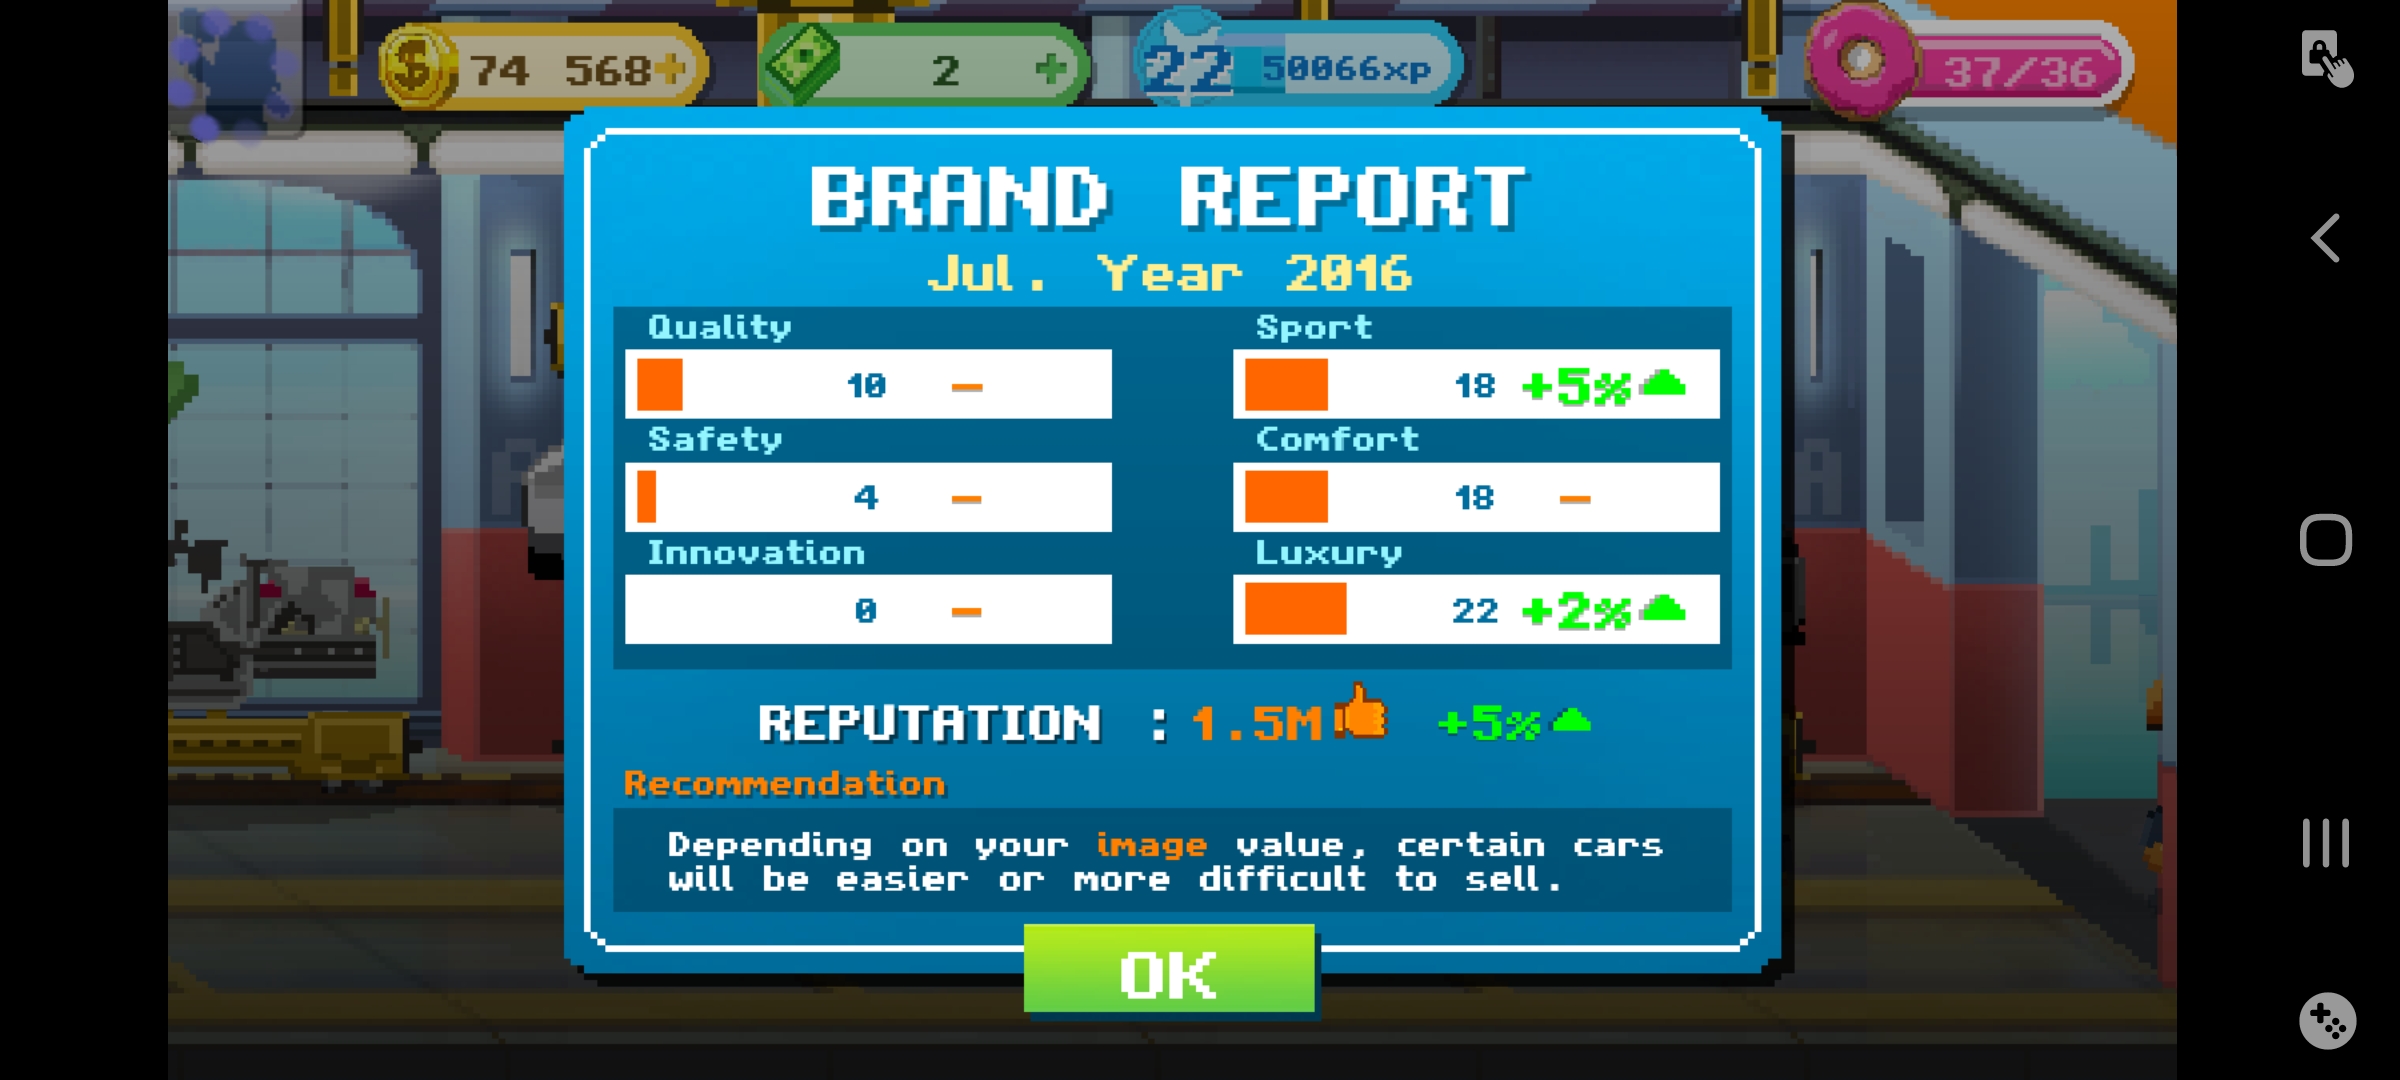 74 568+
2 +
22 50066xp
37/36
BRAND REPORT
Jul. Year 2016
Quality
10 –
Sport
18 +5%
Safety
4 –
Comfort
18 –
Innovation
0 –
Luxury
22 +2%
REPUTATION : 1.5M +5%
Recommendation
Depending on your image value, certain cars
will be easier or more difficult to sell.
OK